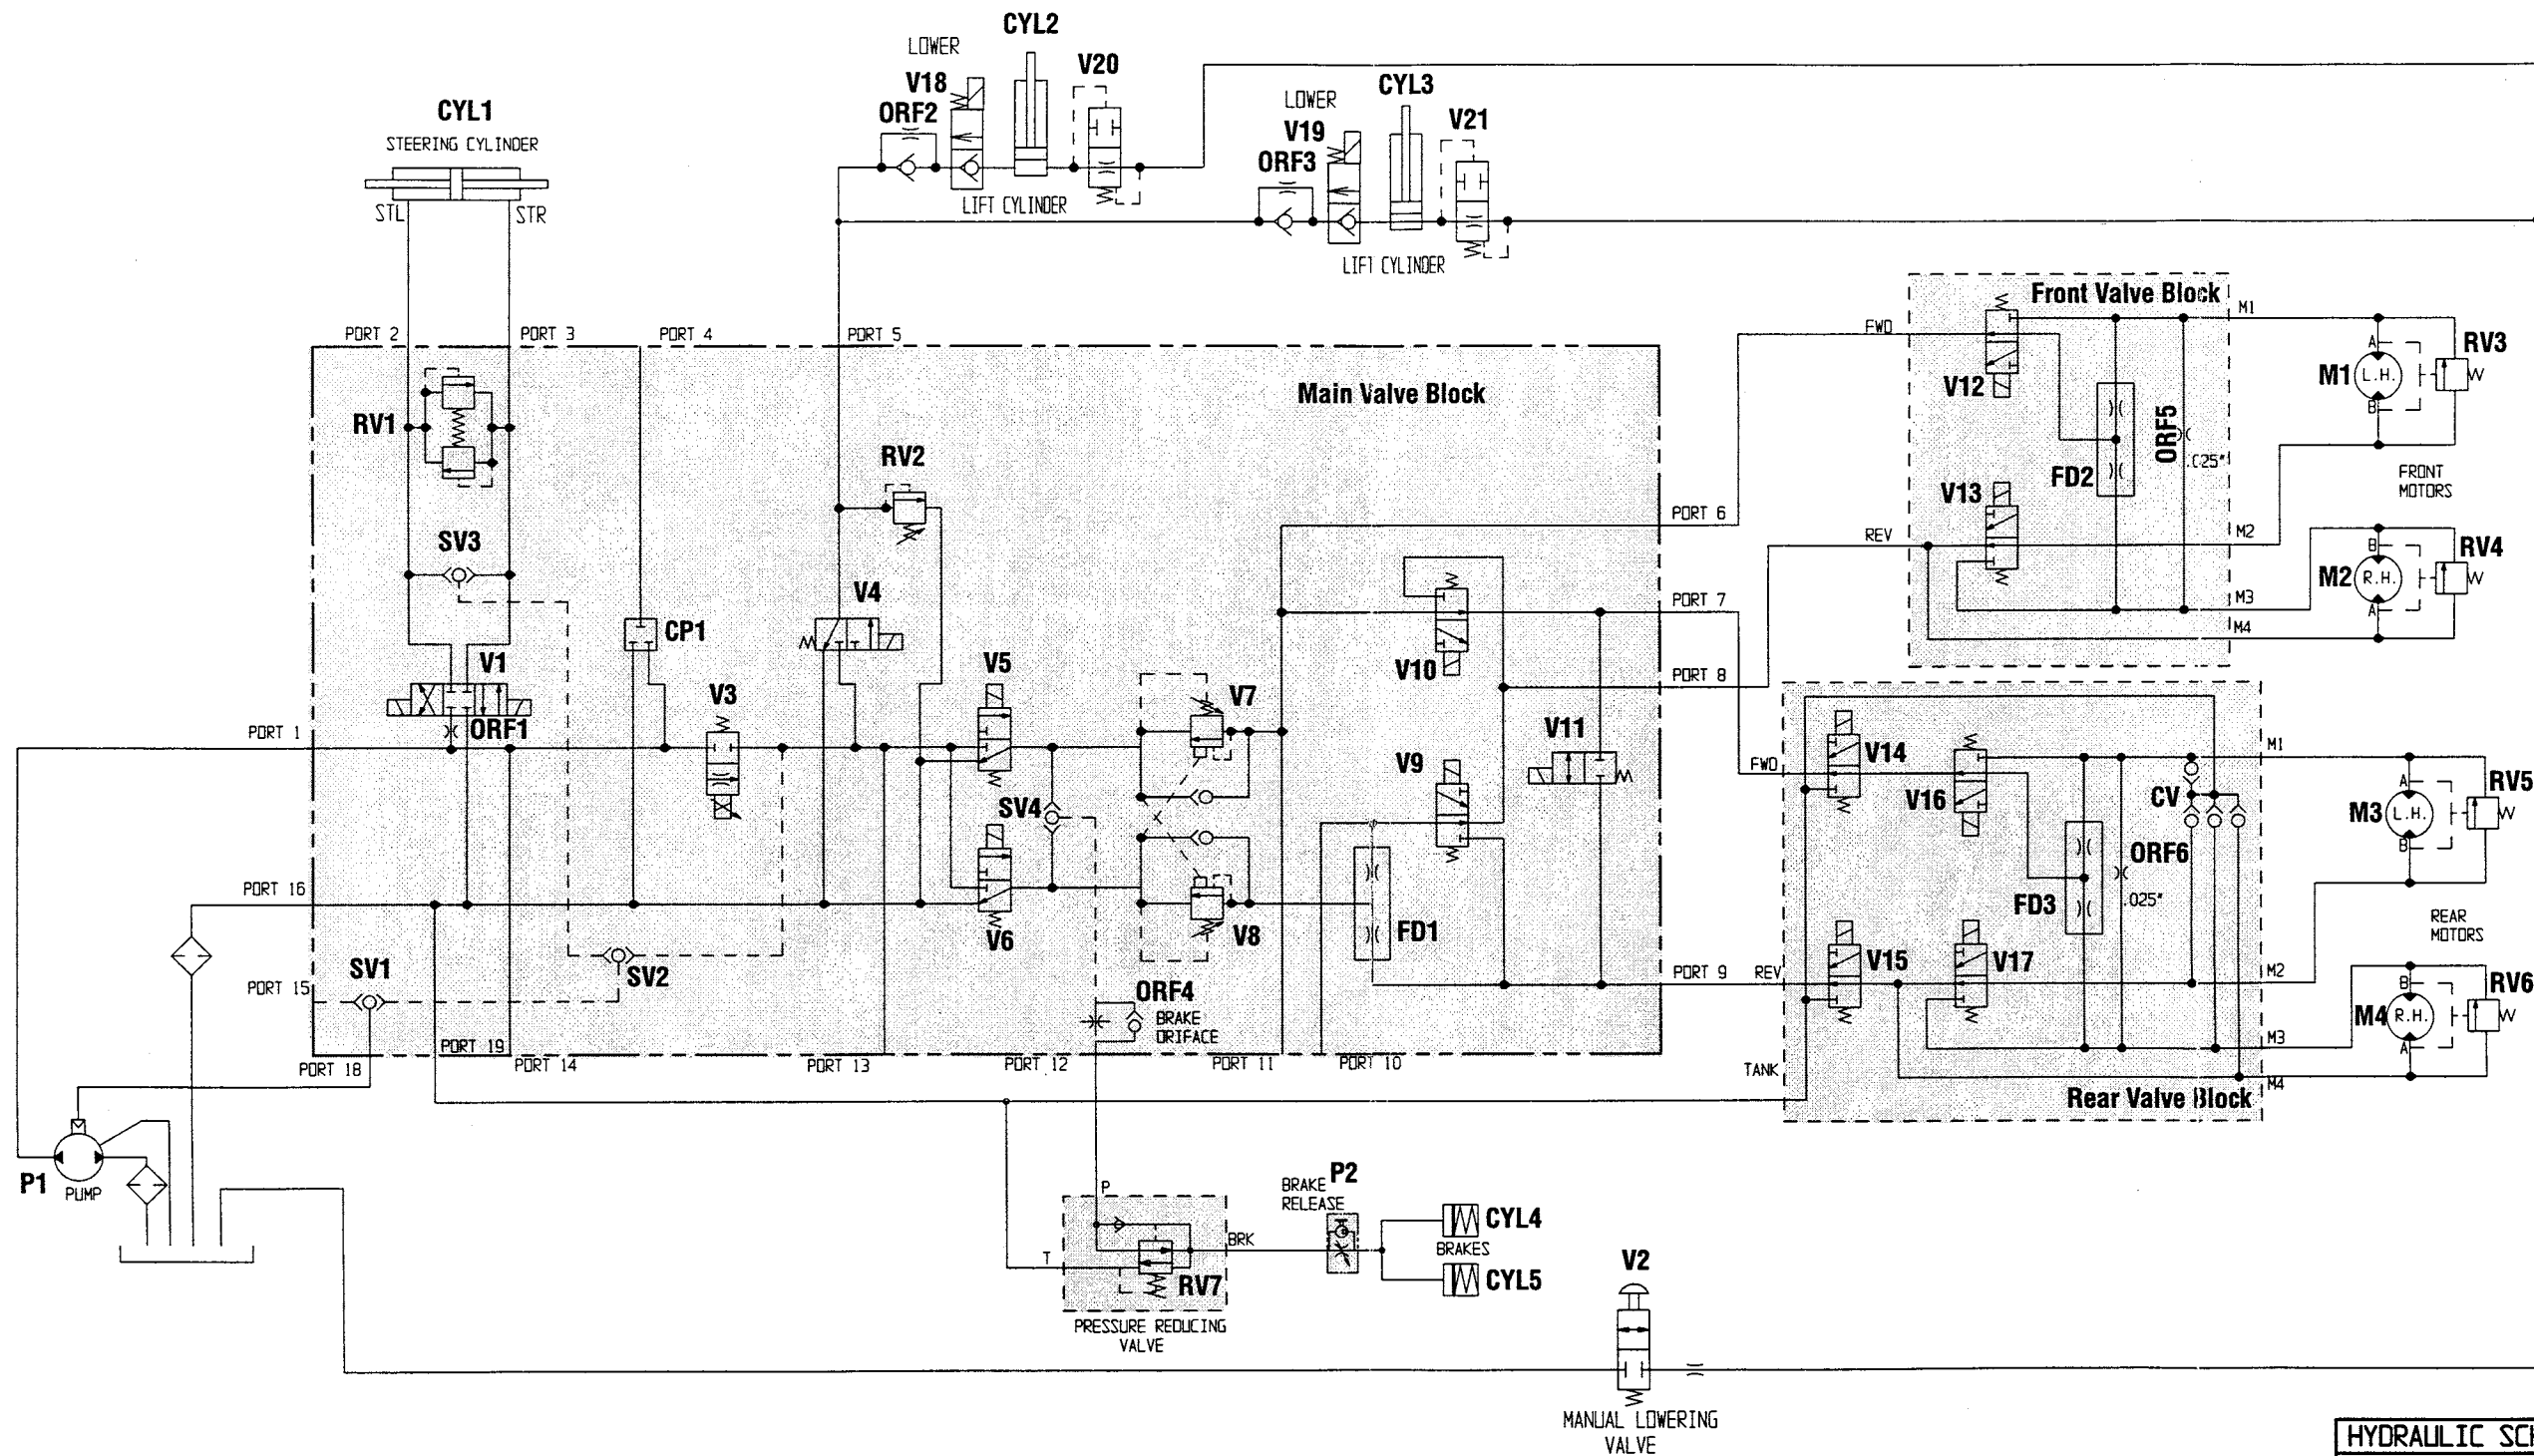 CYL2
LOWER
V18
V20
ORF2
CYL3
LOWER
V19
V21
ORF3
CYL1
STEERING CYLINDER
STL
STR
LIFT CYLINDER
LIFT CYLINDER
PORT 2
PORT 3
PORT 4
PORT 5
Main Valve Block
RV1
RV2
SV3
V4
CP1
V1
V3
ORF1
V5
V7
SV4
V6
V8
V10
V9
V11
FD1
PORT 1
PORT 16
PORT 15
SV1
SV2
ORF4
BRAKE
ORIFACE
PORT 6
PORT 7
PORT 8
PORT 9
PORT 18
PORT 19
PORT 14
PORT 13
PORT 12
PORT 11
PORT 10
Front Valve Block
FWD
V12
V13
REV
FD2
ORF5
.025"
M1
M2
M3
M4
A
L.H.
B
M1
RV3
FRONT
MOTORS
B
R.H.
A
M2
RV4
FWD
V14
V16
CV
ORF6
.025"
FD3
REV
V15
V17
TANK
Rear Valve Block
M1
M2
M3
M4
A
L.H.
B
M3
RV5
REAR
MOTORS
B
R.H.
A
M4
RV6
P1
PUMP
P
T
BRK
RV7
PRESSURE REDUCING
VALVE
BRAKE
RELEASE
P2
CYL4
BRAKES
CYL5
V2
MANUAL LOWERING
VALVE
HYDRAULIC SCH